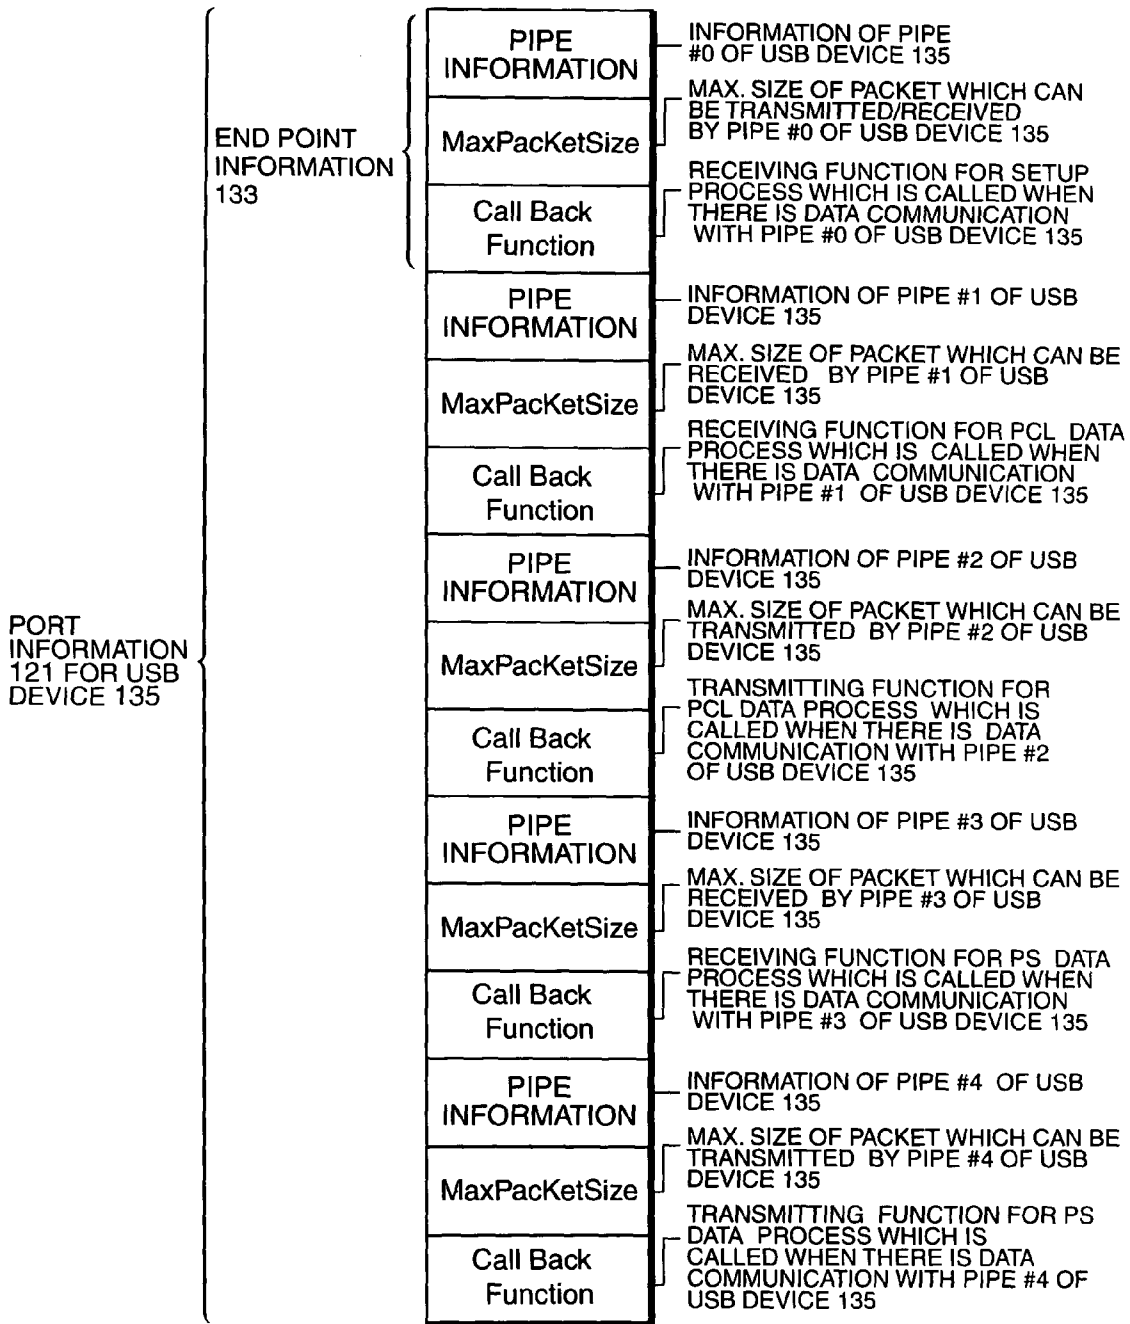 PORT
INFORMATION
121 FOR USB
DEVICE 135
END POINT
INFORMATION
133
PIPE
INFORMATION
INFORMATION OF PIPE
#0 OF USB DEVICE 135
MaxPacKetSize
MAX. SIZE OF PACKET WHICH CAN
BE TRANSMITTED/RECEIVED
BY PIPE #0 OF USB DEVICE 135
Call Back
Function
RECEIVING FUNCTION FOR SETUP
PROCESS WHICH IS CALLED WHEN
THERE IS DATA COMMUNICATION
WITH PIPE #0 OF USB DEVICE 135
PIPE
INFORMATION
INFORMATION OF PIPE #1 OF USB
DEVICE 135
MaxPacKetSize
MAX. SIZE OF PACKET WHICH CAN BE
RECEIVED BY PIPE #1 OF USB
DEVICE 135
Call Back
Function
RECEIVING FUNCTION FOR PCL DATA
PROCESS WHICH IS CALLED WHEN
THERE IS DATA COMMUNICATION
WITH PIPE #1 OF USB DEVICE 135
PIPE
INFORMATION
INFORMATION OF PIPE #2 OF USB
DEVICE 135
MaxPacKetSize
MAX. SIZE OF PACKET WHICH CAN BE
TRANSMITTED BY PIPE #2 OF USB
DEVICE 135
Call Back
Function
TRANSMITTING FUNCTION FOR
PCL DATA PROCESS WHICH IS
CALLED WHEN THERE IS DATA
COMMUNICATION WITH PIPE #2
OF USB DEVICE 135
PIPE
INFORMATION
INFORMATION OF PIPE #3 OF USB
DEVICE 135
MaxPacKetSize
MAX. SIZE OF PACKET WHICH CAN BE
RECEIVED BY PIPE #3 OF USB
DEVICE 135
Call Back
Function
RECEIVING FUNCTION FOR PS DATA
PROCESS WHICH IS CALLED WHEN
THERE IS DATA COMMUNICATION
WITH PIPE #3 OF USB DEVICE 135
PIPE
INFORMATION
INFORMATION OF PIPE #4 OF USB
DEVICE 135
MaxPacKetSize
MAX. SIZE OF PACKET WHICH CAN BE
TRANSMITTED BY PIPE #4 OF USB
DEVICE 135
Call Back
Function
TRANSMITTING FUNCTION FOR PS
DATA PROCESS WHICH IS
CALLED WHEN THERE IS DATA
COMMUNICATION WITH PIPE #4 OF
USB DEVICE 135